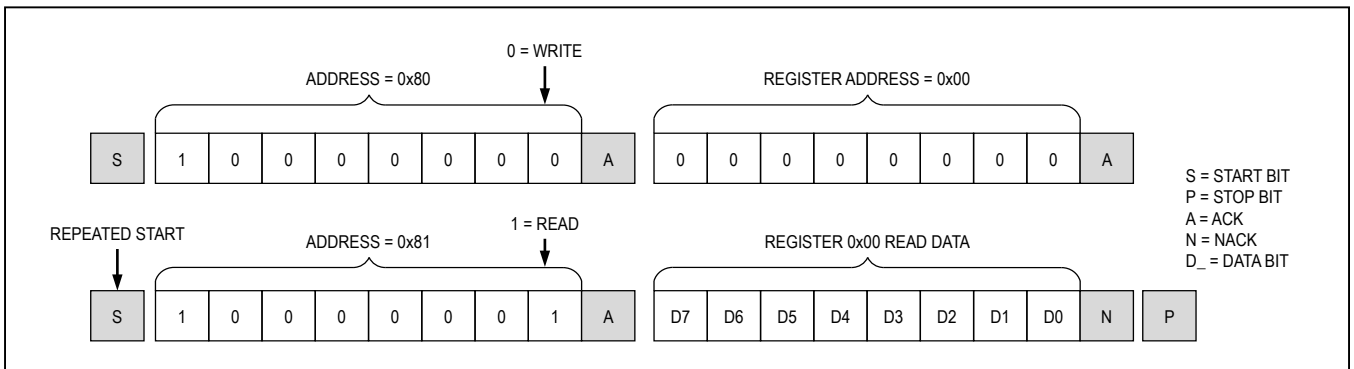 0 = WRITE
ADDRESS = 0x80 REGISTER ADDRESS = 0x00
S 1 0 0 0 0 0 0 0 A 0 0 0 0 0 0 0 0 A
S = START BIT
P = STOP BIT
A = ACK
N = NACK
D_ = DATA BIT
REPEATED START 1 = READ
ADDRESS = 0x81 REGISTER 0x00 READ DATA
S 1 0 0 0 0 0 0 1 A D7 D6 D5 D4 D3 D2 D1 D0 N P